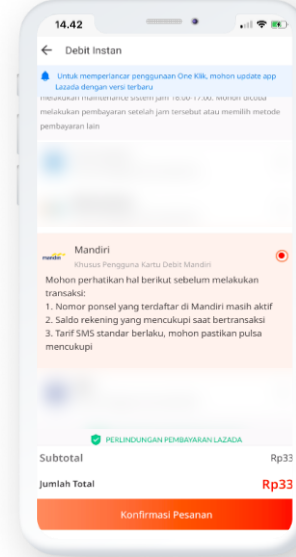 14.42
Debit Instan
Untuk memperlancar penggunaan One Klik, mohon update app
Lazada dengan versi terbaru
melakukan maintenance sistem jam 16.00-17.00. Mohon dicoba
melakukan pembayaran setelah jam tersebut atau memilih metode
pembayaran lain
mandiri
Mandiri
Khusus Pengguna Kartu Debit Mandiri
Mohon perhatikan hal berikut sebelum melakukan
transaksi:
1. Nomor ponsel yang terdaftar di Mandiri masih aktif
2. Saldo rekening yang mencukupi saat bertransaksi
3. Tarif SMS standar berlaku, mohon pastikan pulsa
mencukupi
PERLINDUNGAN PEMBAYARAN LAZADA
Subtotal Rp33
Jumlah Total Rp33
Konfirmasi Pesanan